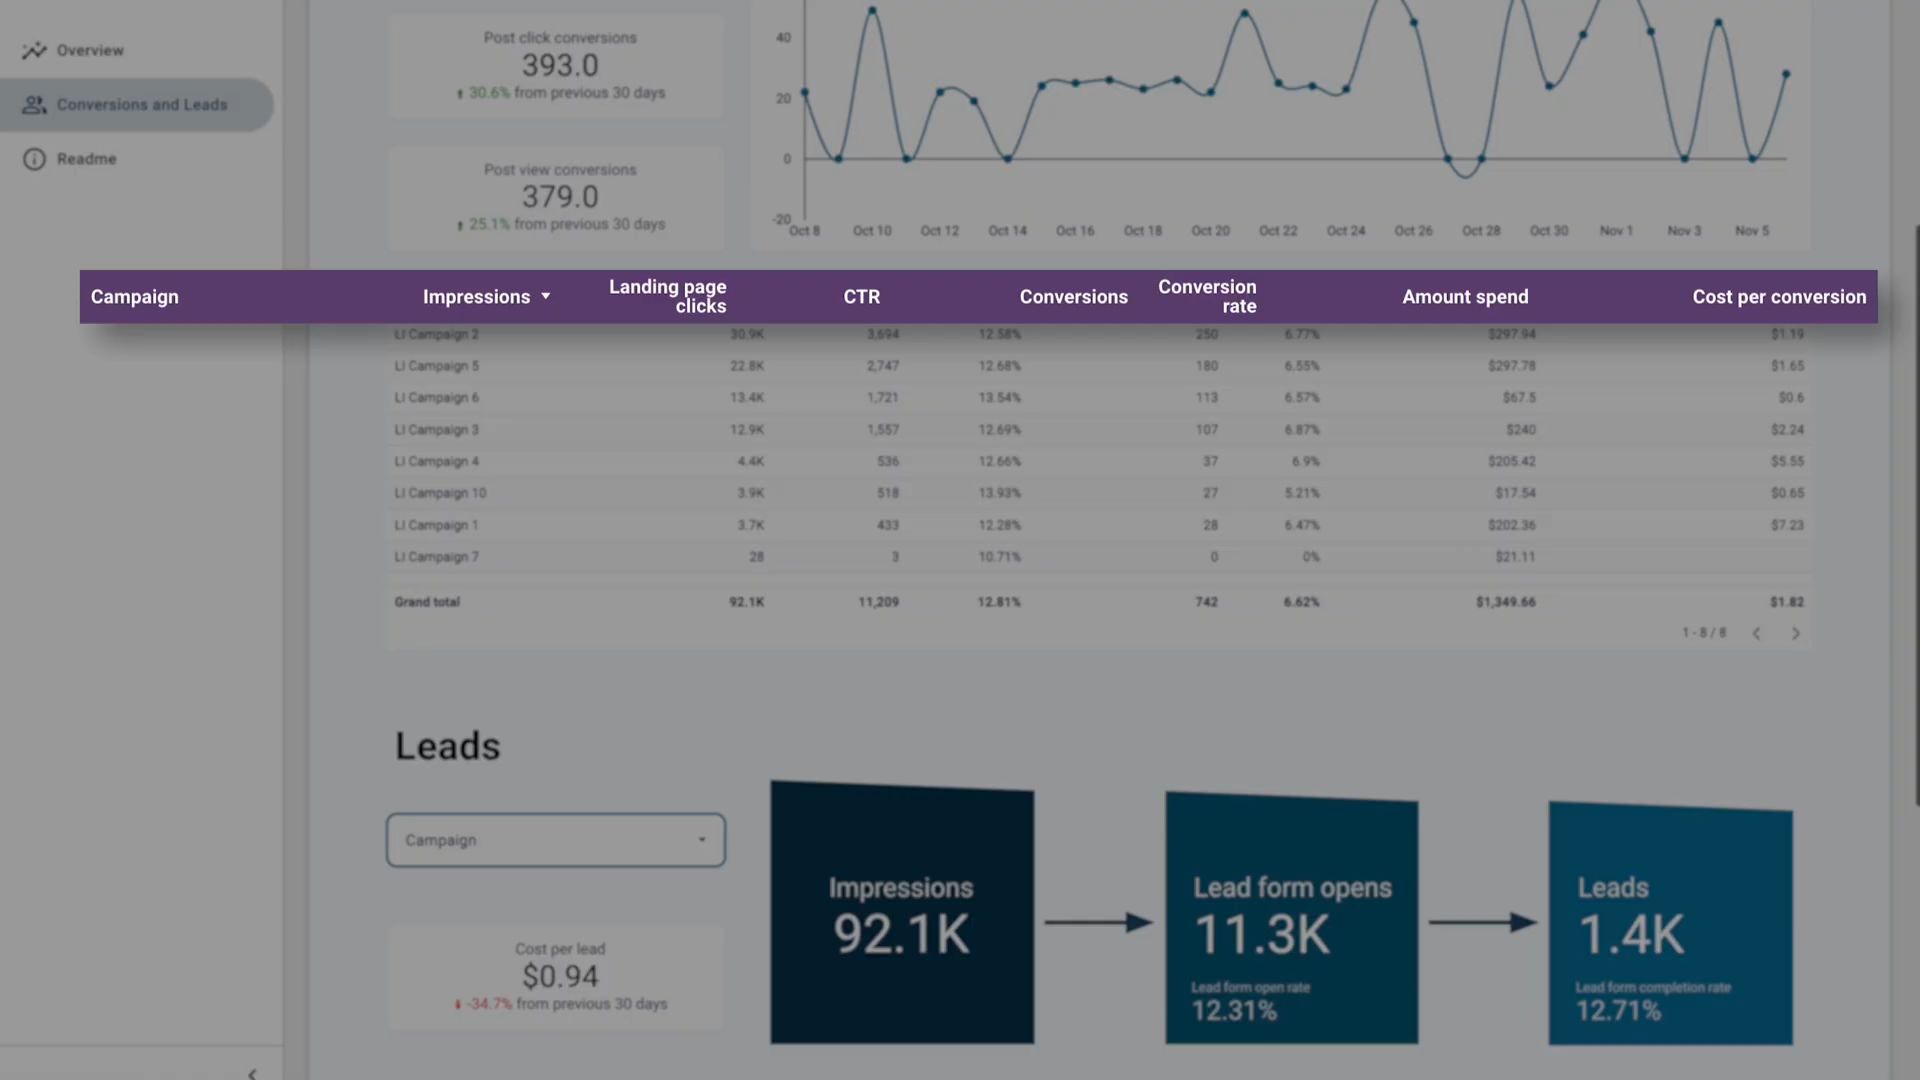 Overview
Conversions and Leads
Readme
Post click conversions
393.0
30.6% from previous 30 days
Post view conversions
379.0
25.1% from previous 30 days
40
20
0
-20
Oct 8 Oct 10 Oct 12 Oct 14 Oct 16 Oct 18 Oct 20 Oct 22 Oct 24 Oct 26 Oct 28 Oct 30 Nov 1 Nov 3 Nov 5
Campaign Impressions Landing page clicks CTR Conversions Conversion rate Amount spend Cost per conversion
LI Campaign 2 30.9K 3,694 12.58% 250 6.77% $297.94 $1.19
LI Campaign 5 22.8K 2,747 12.68% 180 6.55% $297.78 $1.65
LI Campaign 6 13.4K 1,721 13.54% 113 6.57% $67.5 $0.6
LI Campaign 3 12.9K 1,557 12.69% 107 6.87% $240 $2.24
LI Campaign 4 4.4K 536 12.66% 37 6.9% $205.42 $5.55
LI Campaign 10 3.9K 518 13.93% 27 5.21% $17.54 $0.65
LI Campaign 1 3.7K 433 12.28% 28 6.47% $202.36 $7.23
LI Campaign 7 28 3 10.71% 0 0% $21.11
Grand total 92.1K 11,209 12.81% 742 6.62% $1,349.66 $1.82
1 - 8 / 8
Leads
Campaign
Cost per lead
$0.94
-34.7% from previous 30 days
Impressions
92.1K
Lead form opens
11.3K
Lead form open rate
12.31%
Leads
1.4K
Lead form completion rate
12.71%